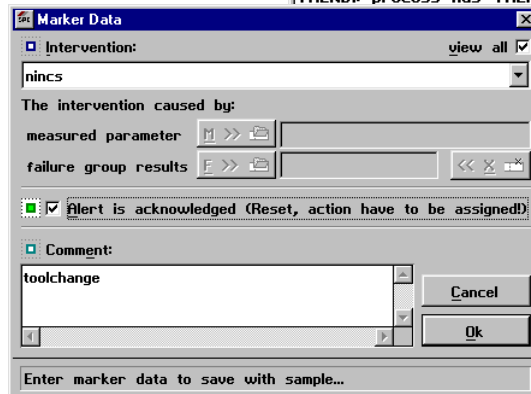 Marker Data
Intervention:
view all
nincs
The intervention caused by:
measured parameter M >>
failure group results F >> << X
Alert is acknowledged (Reset, action have to be assigned!)
Comment:
toolchange
Cancel
Ok
Enter marker data to save with sample...